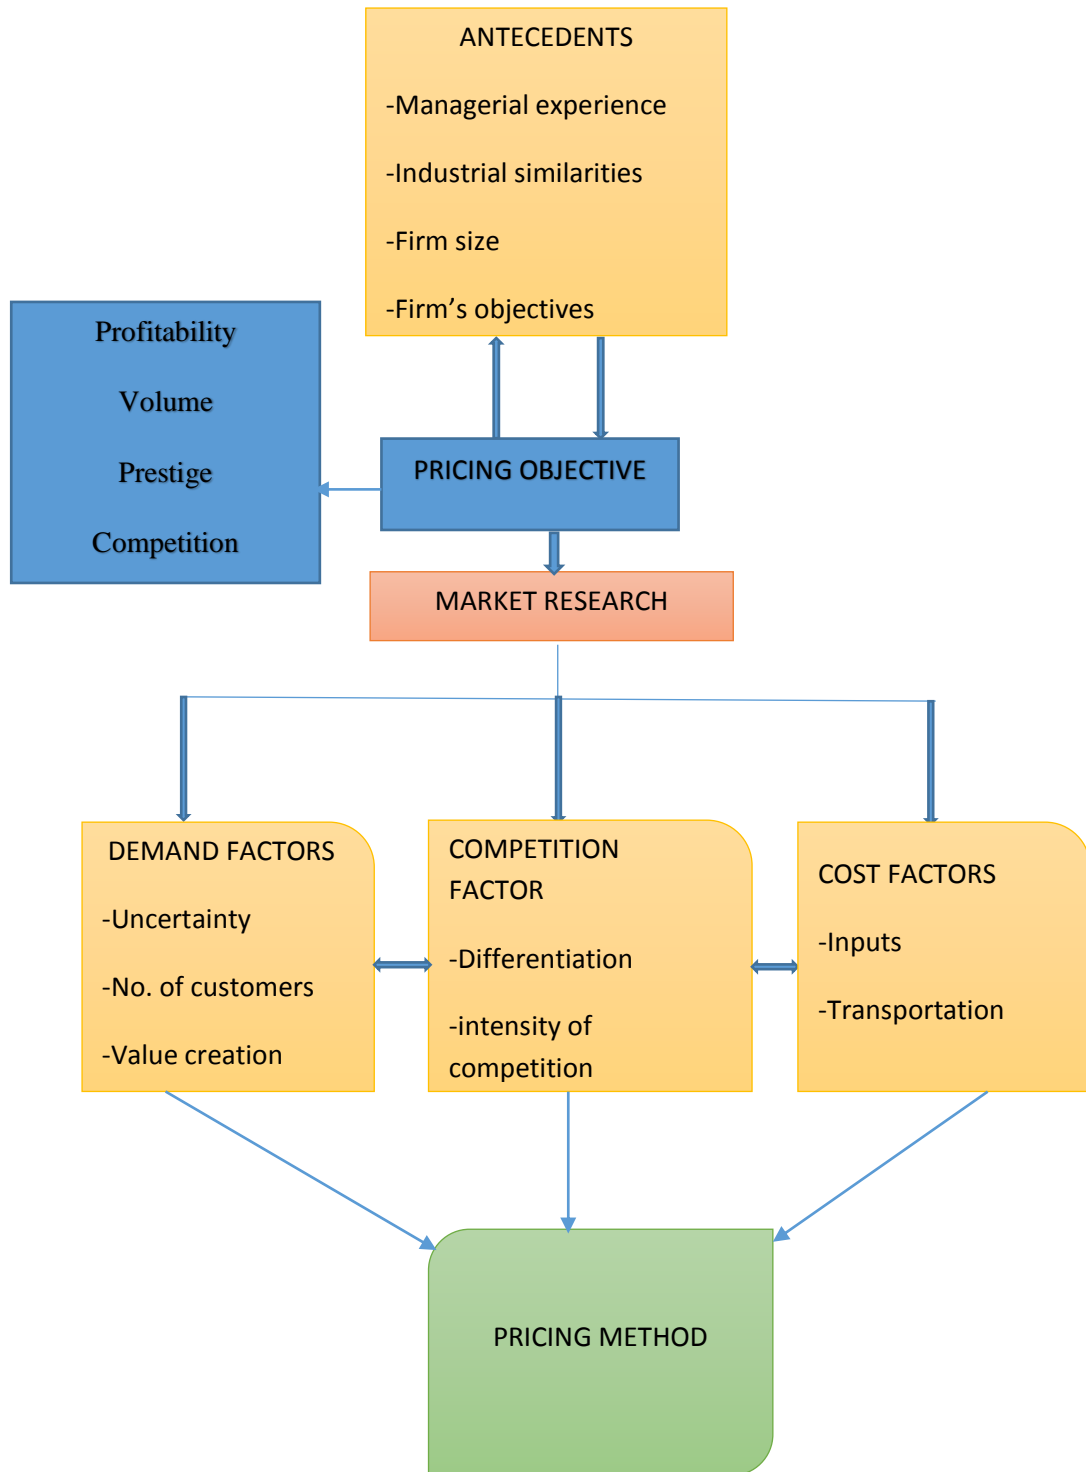 ANTECEDENTS
-Managerial experience
-Industrial similarities
-Firm size
-Firm’s objectives
Profitability
Volume
Prestige
Competition
PRICING OBJECTIVE
MARKET RESEARCH
DEMAND FACTORS
-Uncertainty
-No. of customers
-Value creation
COMPETITION
FACTOR
-Differentiation
-intensity of
competition
COST FACTORS
-Inputs
-Transportation
PRICING METHOD